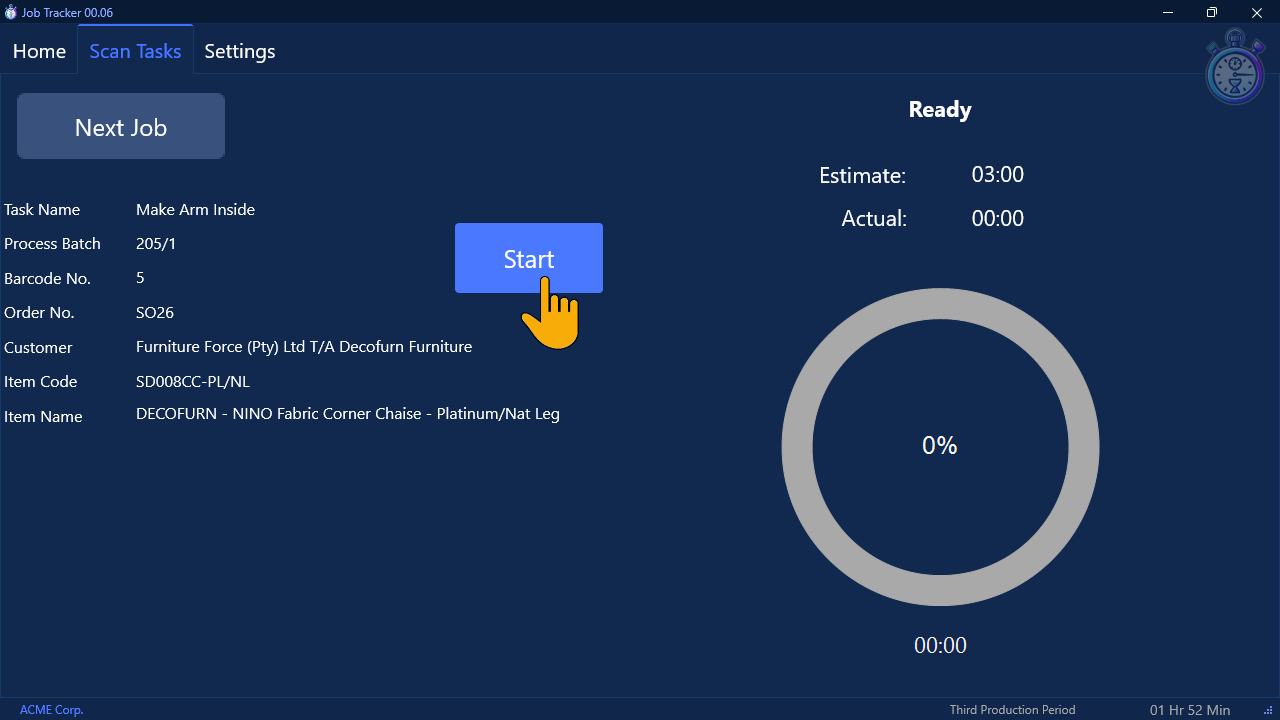 Job Tracker 00.06
Home Scan Tasks Settings
Next Job
Task Name Make Arm Inside
Process Batch 205/1
Barcode No. 5
Order No. SO26
Customer Furniture Force (Pty) Ltd T/A Decofurn Furniture
Item Code SD008CC-PL/NL
Item Name DECOFURN - NINO Fabric Corner Chaise - Platinum/Nat Leg
Start
Ready
Estimate: 03:00
Actual: 00:00
0%
00:00
ACME Corp. Third Production Period 01 Hr 52 Min